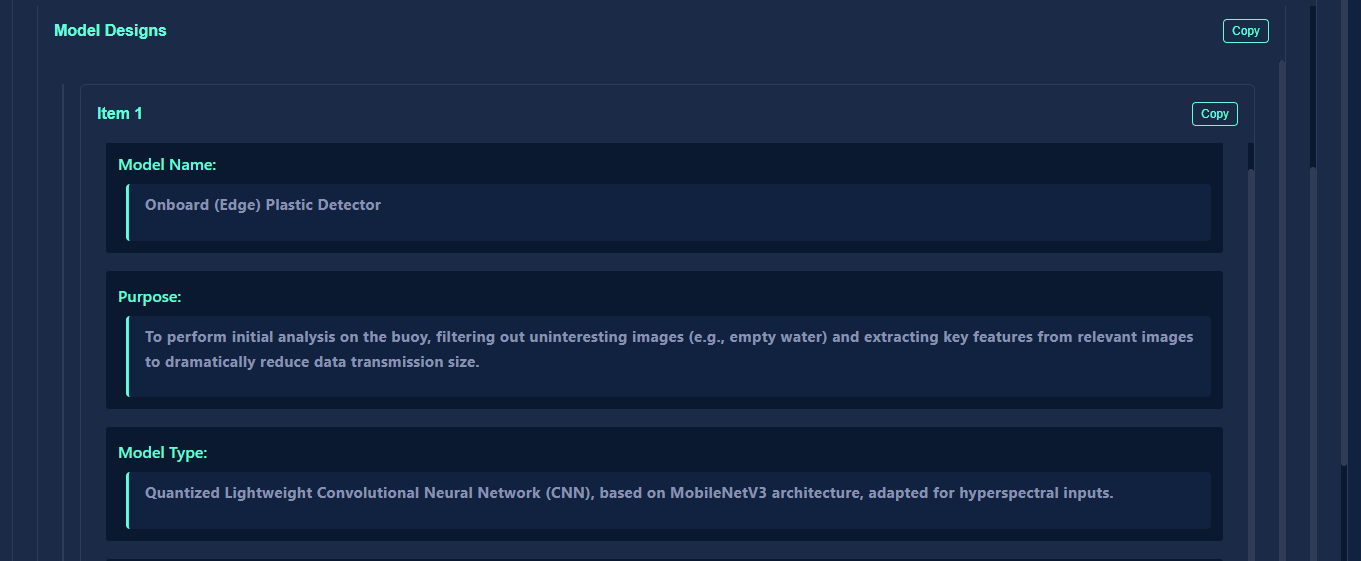 Model Designs
Copy
Item 1
Copy
Model Name:
Onboard (Edge) Plastic Detector
Purpose:
To perform initial analysis on the buoy, filtering out uninteresting images (e.g., empty water) and extracting key features from relevant images
to dramatically reduce data transmission size.
Model Type:
Quantized Lightweight Convolutional Neural Network (CNN), based on MobileNetV3 architecture, adapted for hyperspectral inputs.